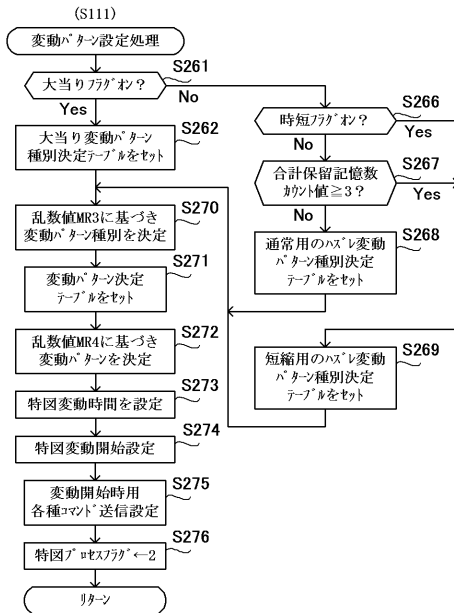 (S111)
変動ﾊﾟﾀｰﾝ設定処理
S261
大当りﾌﾗｸﾞｵﾝ?
No
Yes
S262
大当り変動ﾊﾟﾀｰﾝ
種別決定ﾃｰﾌﾞﾙをｾｯﾄ
S266
時短ﾌﾗｸﾞｵﾝ?
Yes
No
S267
合計保留記憶数
ｶｳﾝﾄ値≧3?
Yes
No
S268
通常用のﾊｽﾞﾚ変動
ﾊﾟﾀｰﾝ種別決定
ﾃｰﾌﾞﾙをｾｯﾄ
S269
短縮用のﾊｽﾞﾚ変動
ﾊﾟﾀｰﾝ種別決定
ﾃｰﾌﾞﾙをｾｯﾄ
S270
乱数値MR3に基づき
変動ﾊﾟﾀｰﾝ種別を決定
S271
変動ﾊﾟﾀｰﾝ決定
ﾃｰﾌﾞﾙをｾｯﾄ
S272
乱数値MR4に基づき
変動ﾊﾟﾀｰﾝを決定
S273
特図変動時間を設定
S274
特図変動開始設定
S275
変動開始時用
各種ｺﾏﾝﾄﾞ送信設定
S276
特図ﾌﾟﾛｾｽﾌﾗｸﾞ←2
ﾘﾀｰﾝ